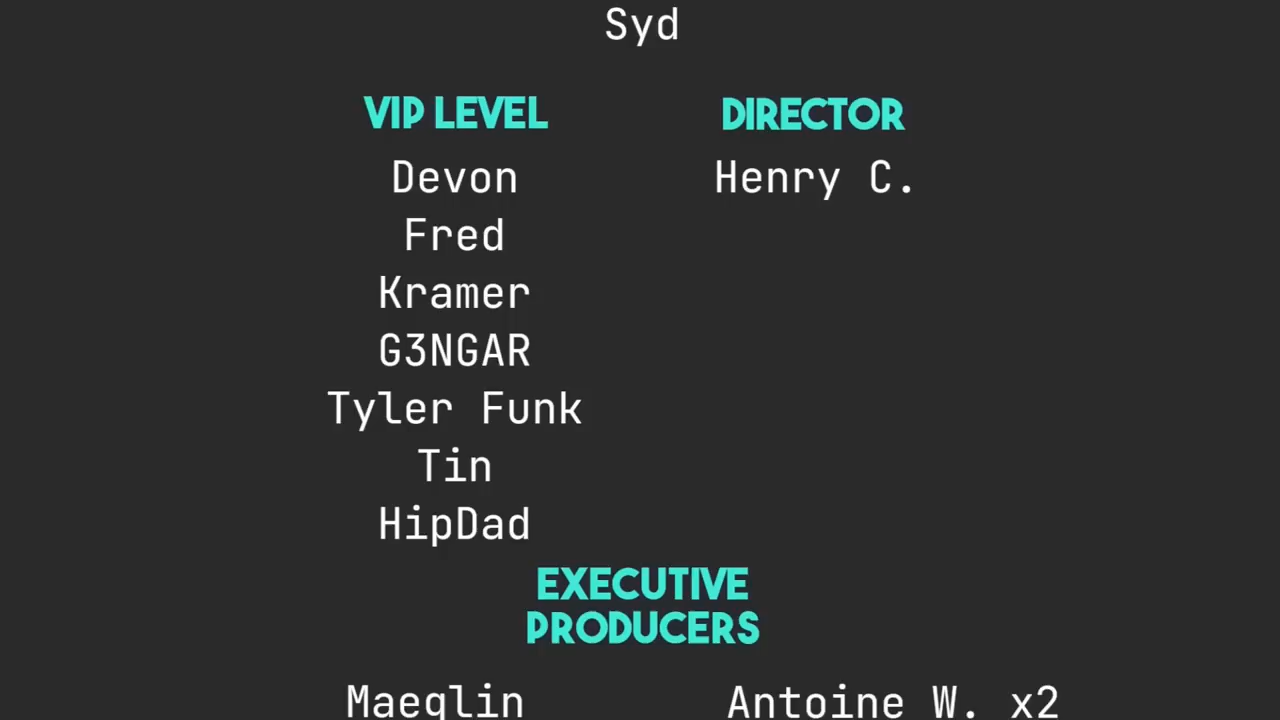 Syd
VIP LEVEL
Devon
Fred
Kramer
G3NGAR
Tyler Funk
Tin
HipDad
DIRECTOR
Henry C.
EXECUTIVE
PRODUCERS
Maeglin
Antoine W. x2